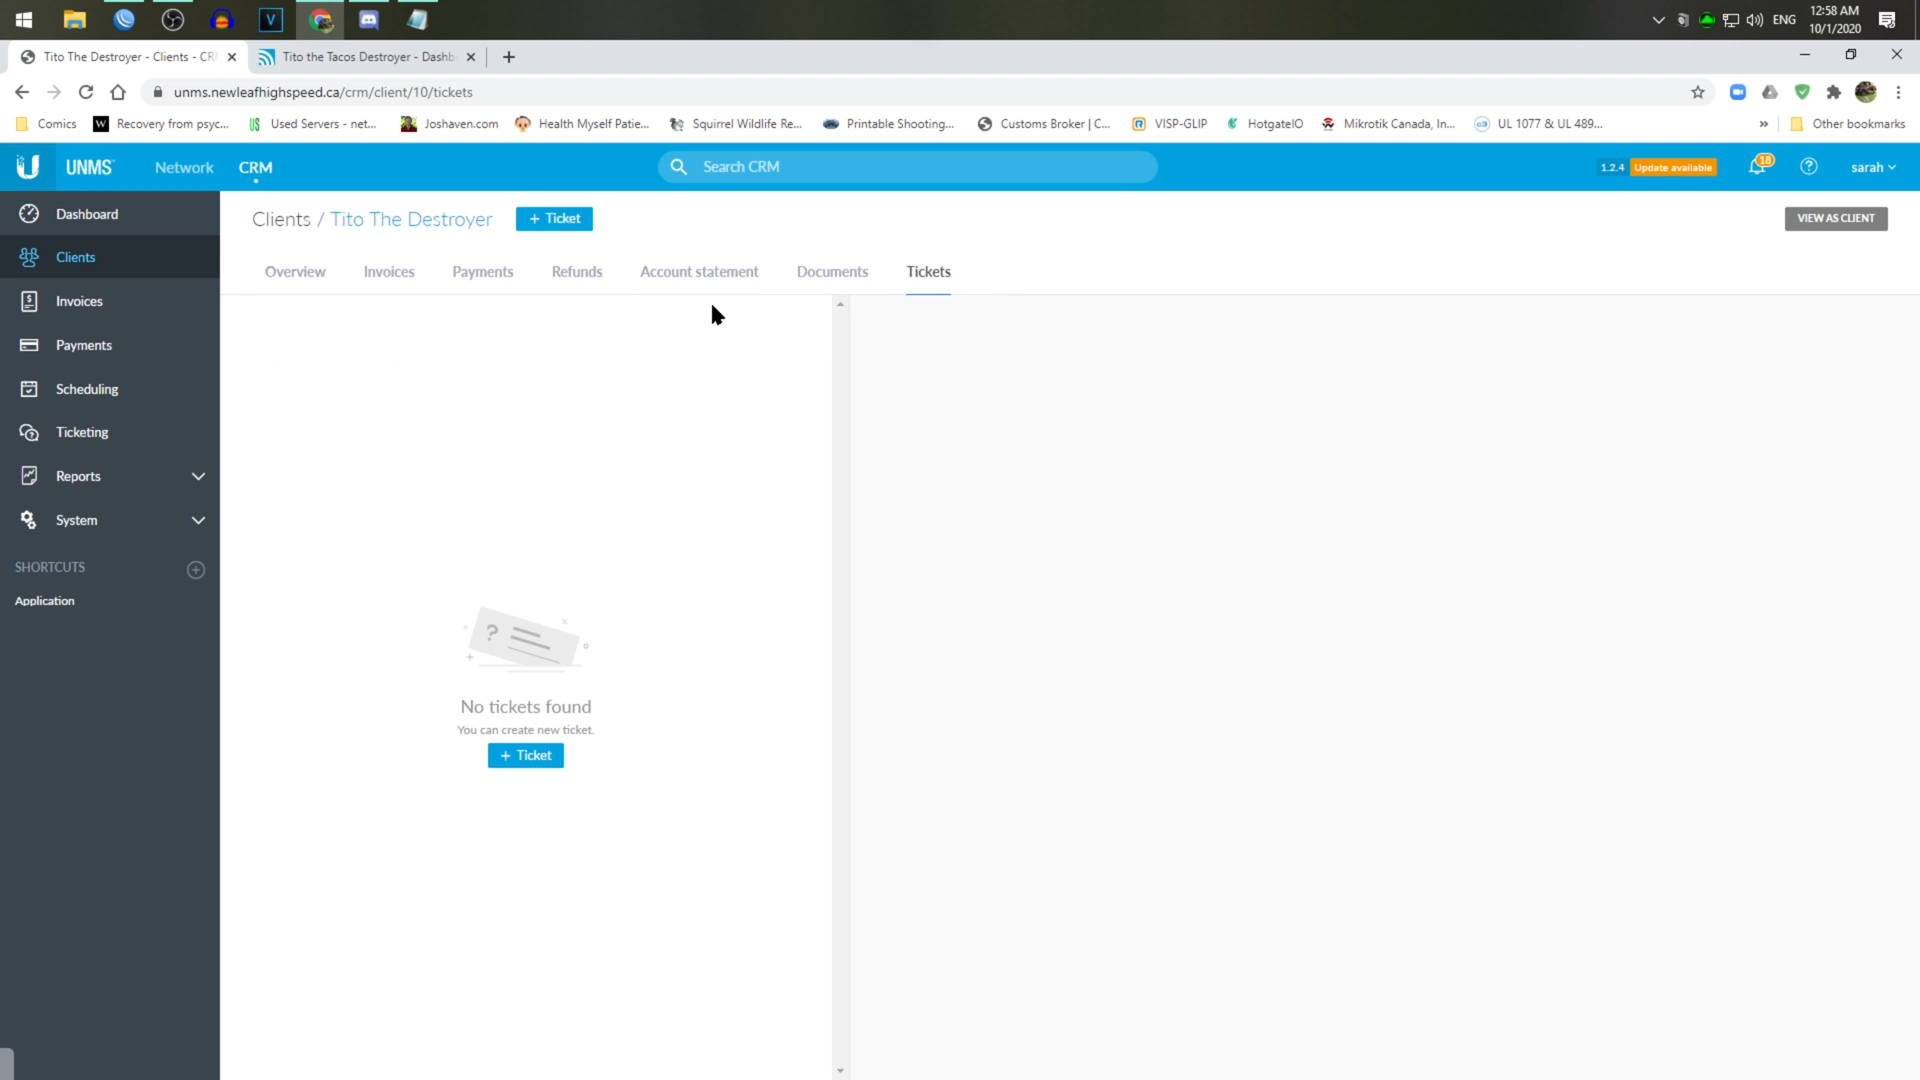 ENG
12:58 AM
10/1/2020
Tito The Destroyer - Clients - CR
Tito the Tacos Destroyer - Dashb
unms.newleafhighspeed.ca/crm/client/10/tickets
Comics
Recovery from psyc...
Used Servers - net...
Joshaven.com
Health Myself Patie...
Squirrel Wildlife Re...
Printable Shooting...
Customs Broker | C...
VISP-GLIP
HotgateIO
Mikrotik Canada, In...
UL 1077 & UL 489...
»
Other bookmarks
UNMS
Network
CRM
Search CRM
1.2.4
Update available
18
sarah
Dashboard
Clients
Invoices
Payments
Scheduling
Ticketing
Reports
System
SHORTCUTS
Application
Clients / Tito The Destroyer
+ Ticket
VIEW AS CLIENT
Overview
Invoices
Payments
Refunds
Account statement
Documents
Tickets
No tickets found
You can create new ticket.
+ Ticket